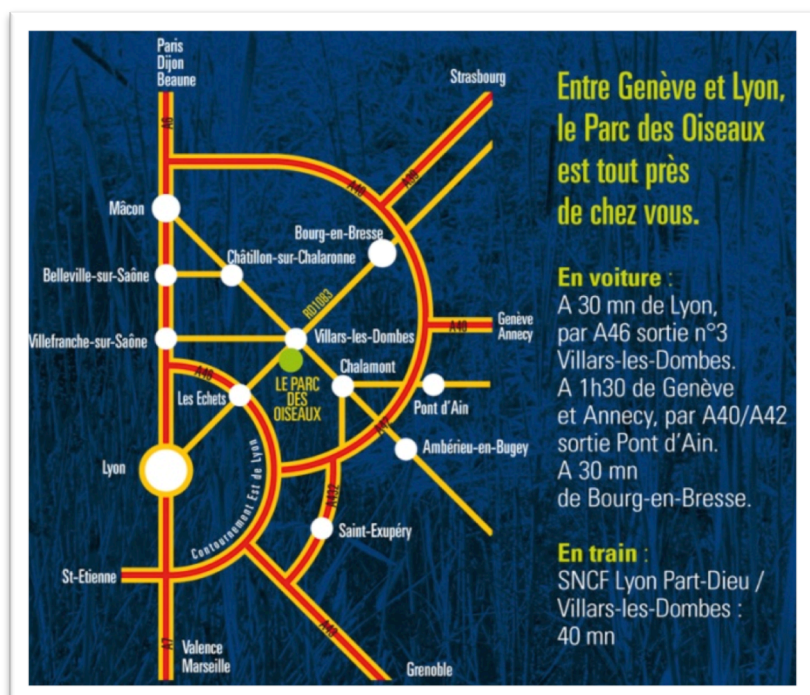 Paris
Dijon
Beaune
Strasbourg
A6
A40
A39
Mâcon
Bourg-en-Bresse
Châtillon-sur-Chalaronne
Belleville-sur-Saône
RD1083
A40
Genève
Annecy
Villefranche-sur-Saône
Villars-les-Dombes
A46
Chalamont
LE PARC
DES
OISEAUX
Les Echets
Pont d'Ain
Lyon
Ambérieu-en-Bugey
Contournement Est de Lyon
A432
Saint-Exupéry
St-Etienne
A43
A7
Valence
Marseille
Grenoble
Entre Genève et Lyon,
le Parc des Oiseaux
est tout près
de chez vous.
En voiture :
A 30 mn de Lyon,
par A46 sortie n°3
Villars-les-Dombes.
A 1h30 de Genève
et Annecy, par A40/A42
sortie Pont d'Ain.
A 30 mn
de Bourg-en-Bresse.
En train :
SNCF Lyon Part-Dieu /
Villars-les-Dombes :
40 mn